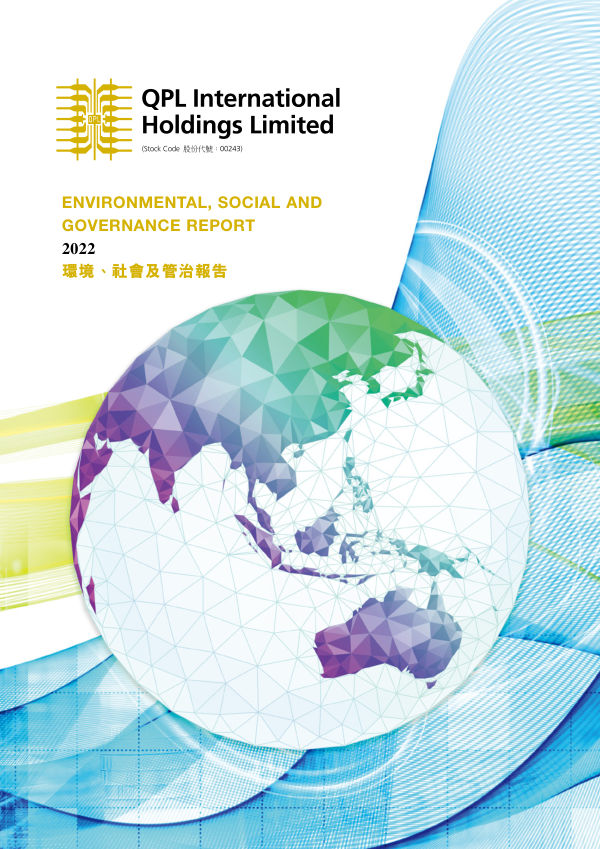 QPL
QPL International
Holdings Limited
(Stock Code 股份代號：00243)
ENVIRONMENTAL, SOCIAL AND
GOVERNANCE REPORT
2022
環境、社會及管治報告